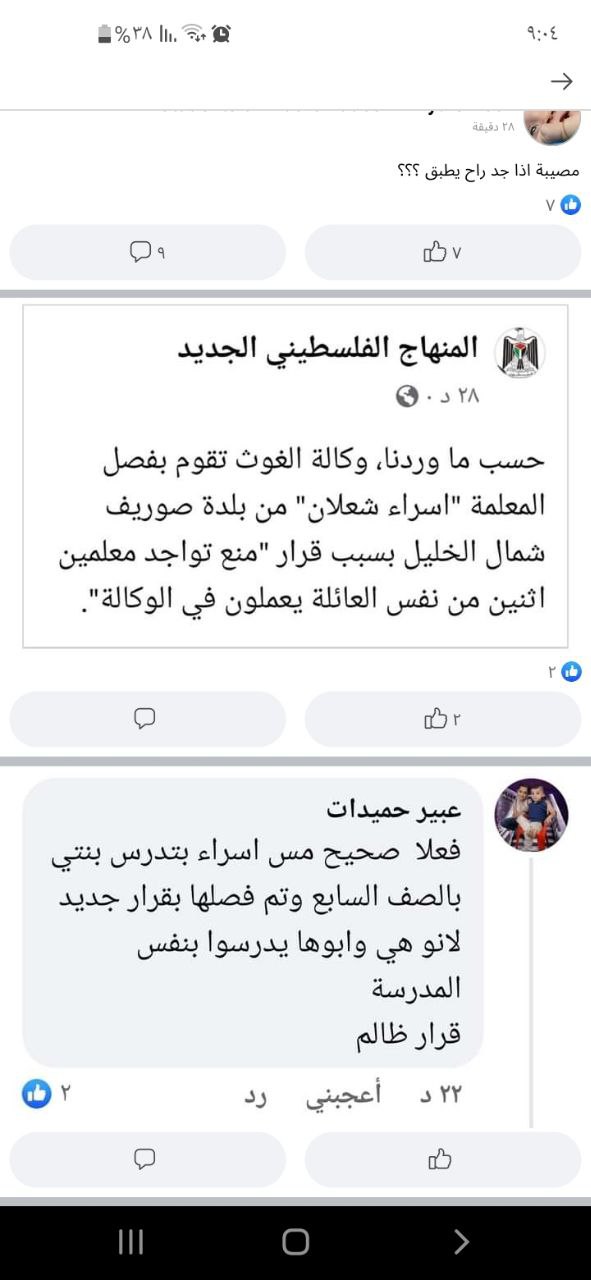 ٩:٠٤ %٣٨
٢٨ دقيقة
مصيبة اذا جد راح يطبق ؟؟؟
٧
٧ ٩
المنهاج الفلسطيني الجديد
٢٨ د ·
حسب ما وردنا، وكالة الغوث تقوم بفصل
المعلمة "اسراء شعلان" من بلدة صوريف
شمال الخليل بسبب قرار "منع تواجد معلمين
اثنين من نفس العائلة يعملون في الوكالة".
٢
٢
عبير حميدات
فعلا صحيح مس اسراء بتدرس بنتي
بالصف السابع وتم فصلها بقرار جديد
لانو هي وابوها يدرسوا بنفس
المدرسة
قرار ظالم
٢٢ د أعجبني رد ٢